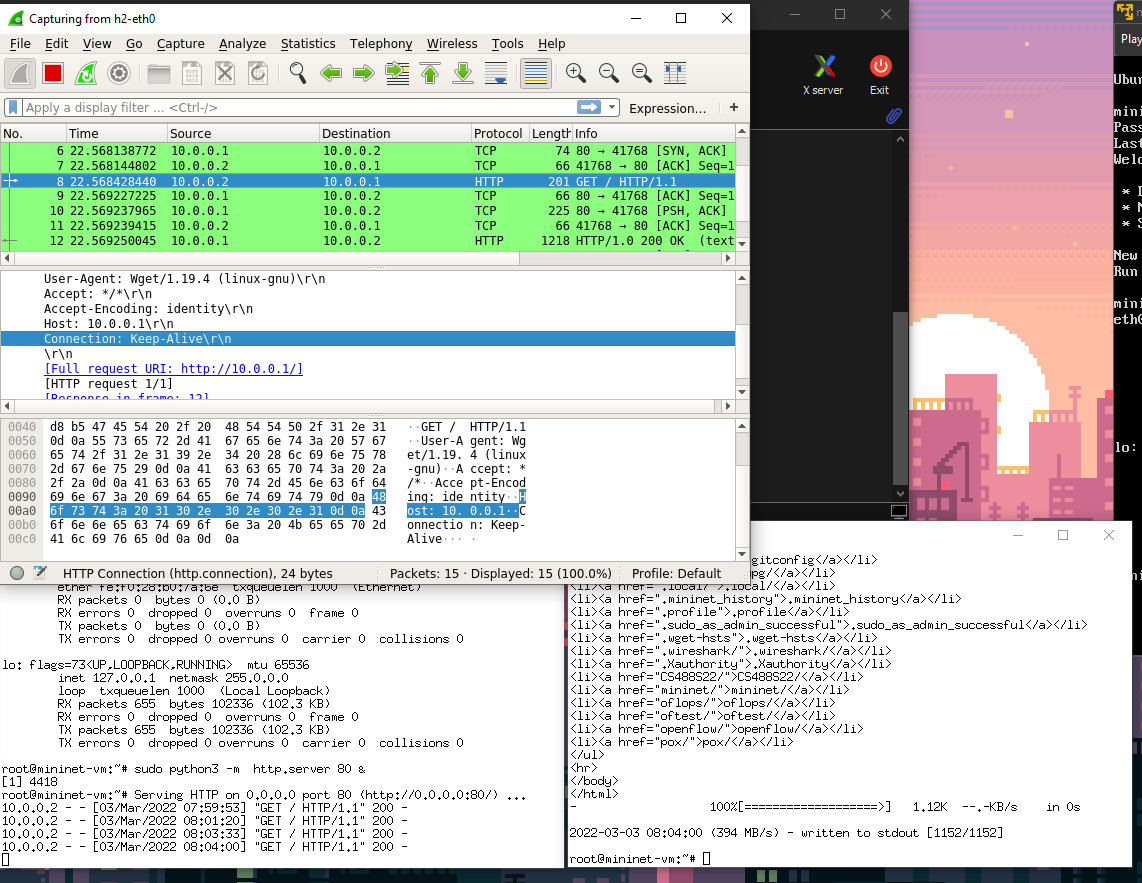 Capturing from h2-eth0
File Edit View Go Capture Analyze Statistics Telephony Wireless Tools Help
Apply a display filter ... <Ctrl-/>
Expression...
+
No. Time Source Destination Protocol Length Info
6 22.568138772 10.0.0.1 10.0.0.2 TCP 74 80 → 41768 [SYN, ACK]
7 22.568144802 10.0.0.2 10.0.0.1 TCP 66 41768 → 80 [ACK] Seq=1
8 22.568428440 10.0.0.2 10.0.0.1 HTTP 201 GET / HTTP/1.1
9 22.569227225 10.0.0.1 10.0.0.2 TCP 66 80 → 41768 [ACK] Seq=1
10 22.569237965 10.0.0.1 10.0.0.2 TCP 225 80 → 41768 [PSH, ACK]
11 22.569239415 10.0.0.2 10.0.0.1 TCP 66 41768 → 80 [ACK] Seq=1
12 22.569250045 10.0.0.1 10.0.0.2 HTTP 1218 HTTP/1.0 200 OK (text
User-Agent: Wget/1.19.4 (linux-gnu)\r\n
Accept: */*\r\n
Accept-Encoding: identity\r\n
Host: 10.0.0.1\r\n
Connection: Keep-Alive\r\n
\r\n
[Full request URI: http://10.0.0.1/]
[HTTP request 1/1]
[Response in frame: 12]
0040 d8 b5 47 45 54 20 2f 20 48 54 54 50 2f 31 2e 31 ··GET / HTTP/1.1
0050 0d 0a 55 73 65 72 2d 41 67 65 6e 74 3a 20 57 67 ··User-A gent: Wg
0060 65 74 2f 31 2e 31 39 2e 34 20 28 6c 69 6e 75 78 et/1.19. 4 (linux
0070 2d 67 6e 75 29 0d 0a 41 63 63 65 70 74 3a 20 2a -gnu)··A ccept: *
0080 2f 2a 0d 0a 41 63 63 65 70 74 2d 45 6e 63 6f 64 /*··Acce pt-Encod
0090 69 6e 67 3a 20 69 64 65 6e 74 69 74 79 0d 0a 48 ing: ide ntity··H
00a0 6f 73 74 3a 20 31 30 2e 30 2e 30 2e 31 0d 0a 43 ost: 10. 0.0.1··C
00b0 6f 6e 6e 65 63 74 69 6f 6e 3a 20 4b 65 65 70 2d onnectio n: Keep-
00c0 41 6c 69 76 65 0d 0a 0d 0a Alive··· ·
HTTP Connection (http.connection), 24 bytes
Packets: 15 · Displayed: 15 (100.0%)
Profile: Default
X server
Exit
Play
Ubun
mini
Pass
Last
Welc
* 
* 
* S
New
Run
mini
eth0
lo:
ether fe:f0:26:b0:7a:6e txqueuelen 1000 (Ethernet)
RX packets 0 bytes 0 (0.0 B)
RX errors 0 dropped 0 overruns 0 frame 0
TX packets 0 bytes 0 (0.0 B)
TX errors 0 dropped 0 overruns 0 carrier 0 collisions 0
lo: flags=73<UP,LOOPBACK,RUNNING> mtu 65536
inet 127.0.0.1 netmask 255.0.0.0
loop txqueuelen 1000 (Local Loopback)
RX packets 655 bytes 102336 (102.3 KB)
RX errors 0 dropped 0 overruns 0 frame 0
TX packets 655 bytes 102336 (102.3 KB)
TX errors 0 dropped 0 overruns 0 carrier 0 collisions 0
root@mininet-vm:~# sudo python3 -m http.server 80 &
[1] 4418
root@mininet-vm:~# Serving HTTP on 0.0.0.0 port 80 (http://0.0.0.0:80/) ...
10.0.0.2 - - [03/Mar/2022 07:59:53] "GET / HTTP/1.1" 200 -
10.0.0.2 - - [03/Mar/2022 08:01:20] "GET / HTTP/1.1" 200 -
10.0.0.2 - - [03/Mar/2022 08:03:33] "GET / HTTP/1.1" 200 -
10.0.0.2 - - [03/Mar/2022 08:04:00] "GET / HTTP/1.1" 200 -
gitconfig</a></li>
pg/</a></li>
<li><a href=".local/">.local/</a></li>
<li><a href=".mininet_history">.mininet_history</a></li>
<li><a href=".profile">.profile</a></li>
<li><a href=".sudo_as_admin_successful">.sudo_as_admin_successful</a></li>
<li><a href=".wget-hsts">.wget-hsts</a></li>
<li><a href=".wireshark/">.wireshark/</a></li>
<li><a href=".Xauthority">.Xauthority</a></li>
<li><a href="CS488S22/">CS488S22/</a></li>
<li><a href="mininet/">mininet/</a></li>
<li><a href="oflops/">oflops/</a></li>
<li><a href="oftest/">oftest/</a></li>
<li><a href="openflow/">openflow/</a></li>
<li><a href="pox/">pox/</a></li>
</ul>
<hr>
</body>
</html>
- 100%[===================>] 1.12K --.-KB/s in 0s
2022-03-03 08:04:00 (394 MB/s) - written to stdout [1152/1152]
root@mininet-vm:~#